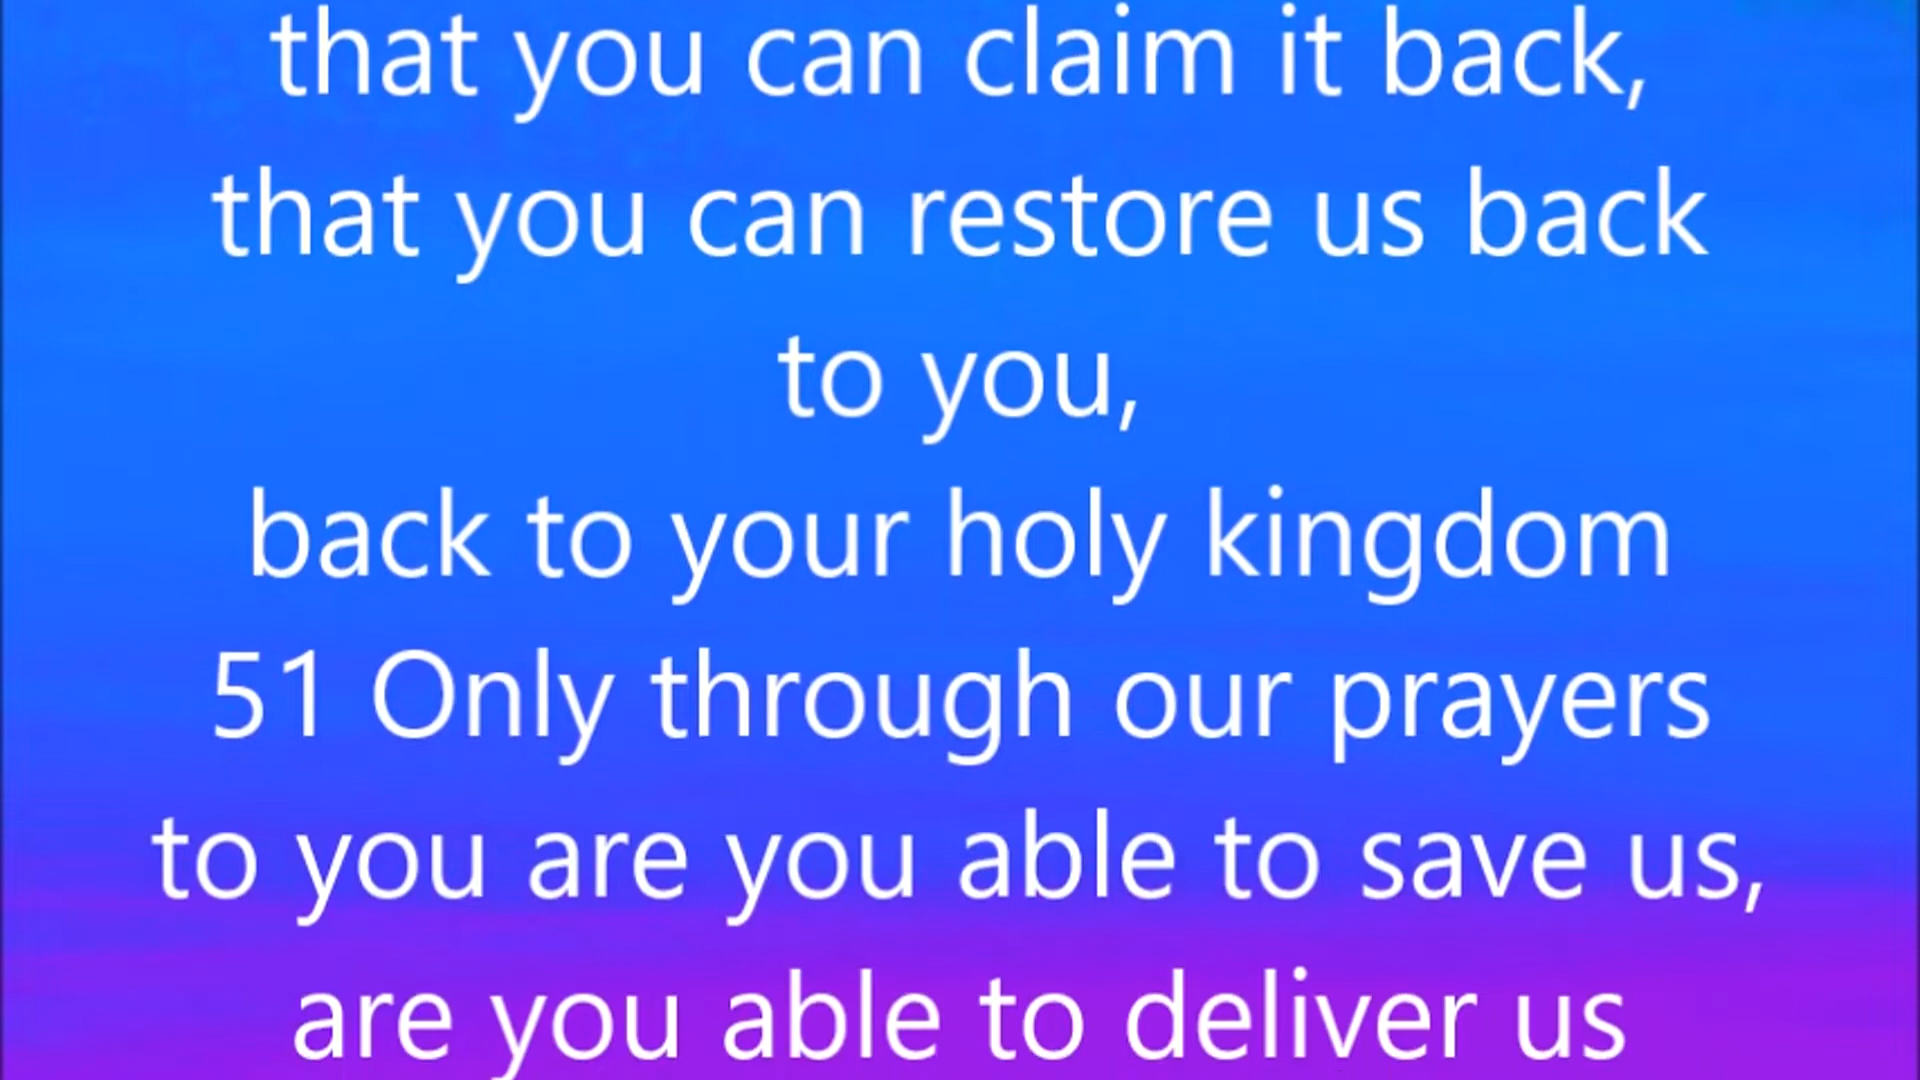 that you can claim it back,
that you can restore us back
to you,
back to your holy kingdom
51 Only through our prayers
to you are you able to save us,
are you able to deliver us